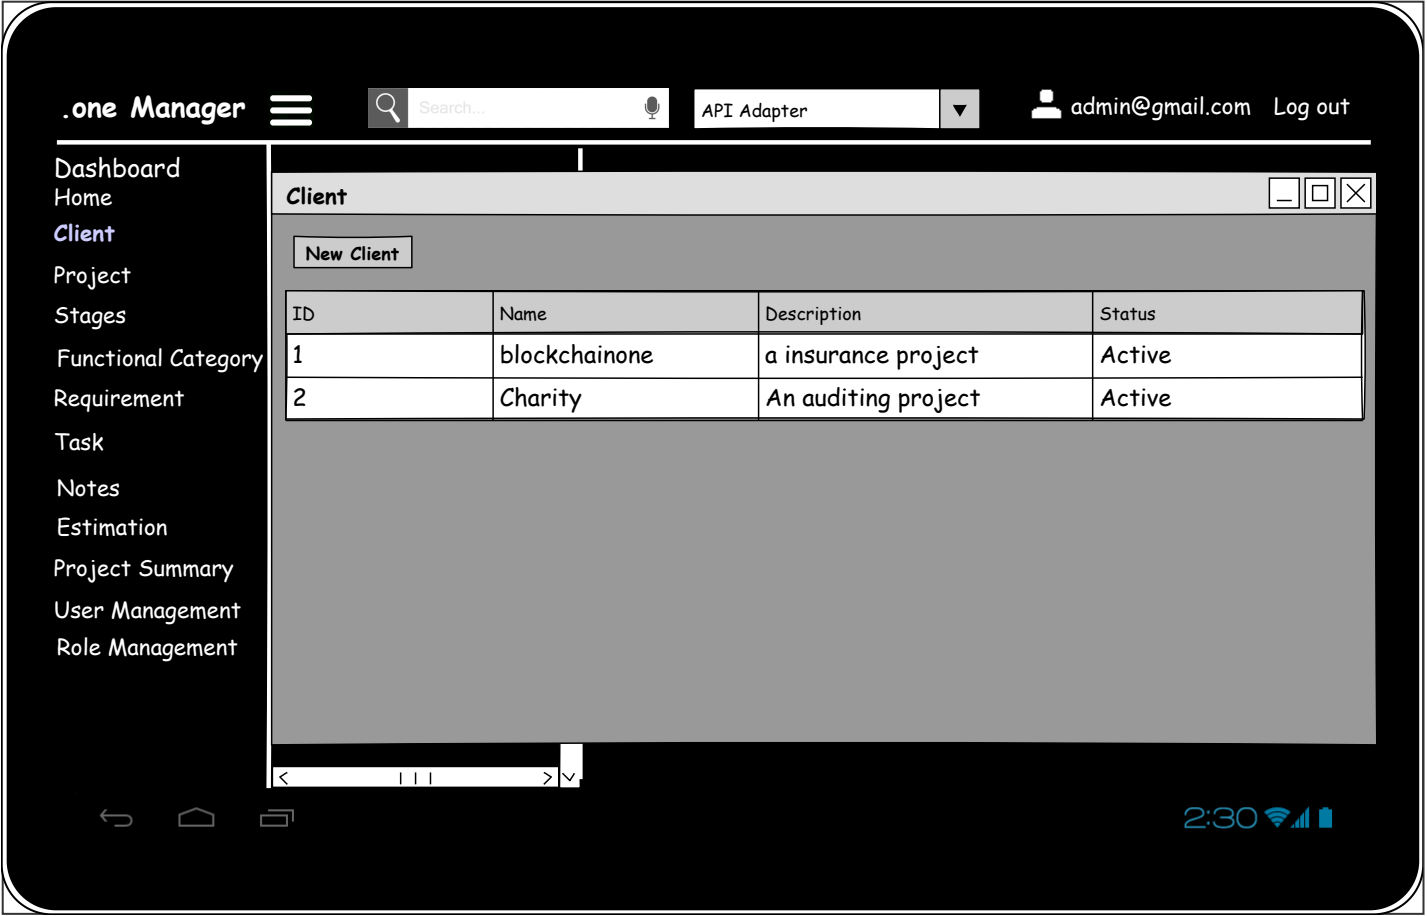 .one Manager
Search...
API Adapter
admin@gmail.com
Log out
Dashboard
Home
Client
Project
Stages
Functional Category
Requirement
Task
Notes
Estimation
Project Summary
User Management
Role Management
Client
New Client
ID Name Description Status
1 blockchainone a insurance project Active
2 Charity An auditing project Active
2:30